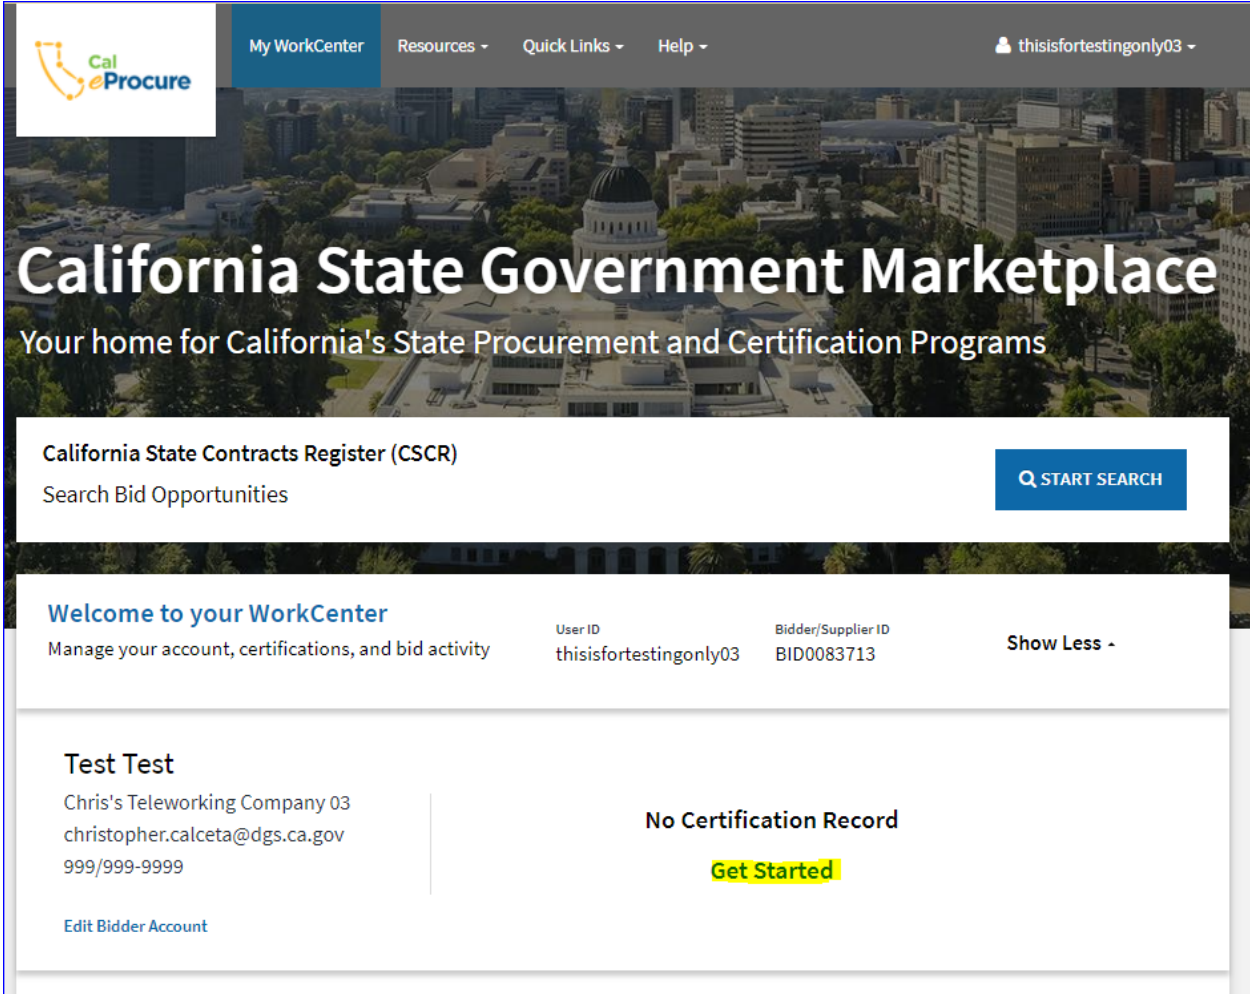 Cal
eProcure
My WorkCenter
Resources
Quick Links
Help
thisisfortestingonly03
California State Government Marketplace
Your home for California's State Procurement and Certification Programs
California State Contracts Register (CSCR)
Search Bid Opportunities
START SEARCH
Welcome to your WorkCenter
Manage your account, certifications, and bid activity
User ID
thisisfortestingonly03
Bidder/Supplier ID
BID0083713
Show Less
Test Test
Chris's Teleworking Company 03
christopher.calceta@dgs.ca.gov
999/999-9999
Edit Bidder Account
No Certification Record
Get Started